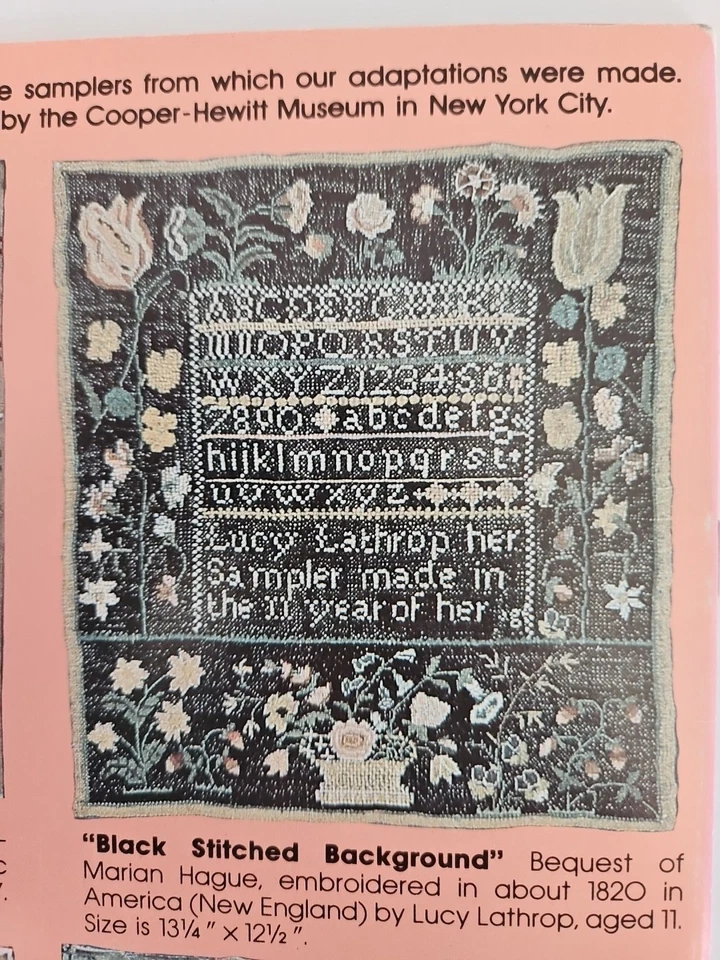 e samplers from which our adaptations were made.
by the Cooper-Hewitt Museum in New York City.
ABCDEFGHIKL
MNOPQRSTUV
WXYZ123456
7890 abcdefg
hijklmnopqrst
uvwxyz
Lucy Lathrop her
Sampler made in
the 11 year of her
"Black Stitched Background" Bequest of
Marian Hague, embroidered in about 1820 in
America (New England) by Lucy Lathrop, aged 11.
Size is 13¼" x 12½".